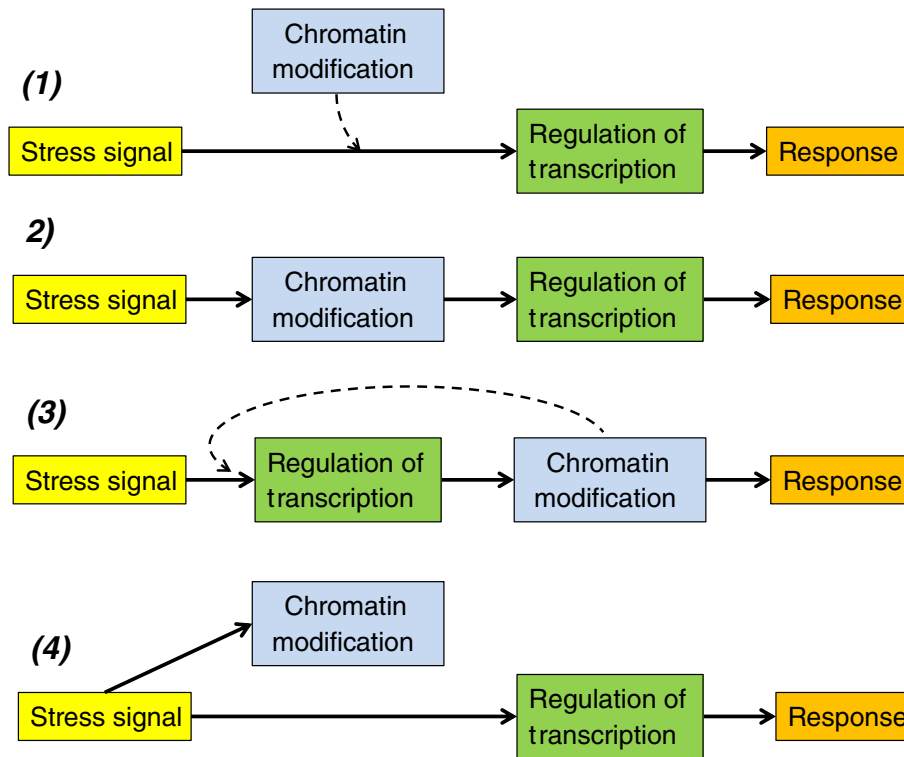 Chromatin
modification
(1)
Stress signal
Regulation of
transcription
Response
2)
Stress signal
Chromatin
modification
Regulation of
transcription
Response
(3)
Stress signal
Regulation of
transcription
Chromatin
modification
Response
Chromatin
modification
(4)
Stress signal
Regulation of
transcription
Response